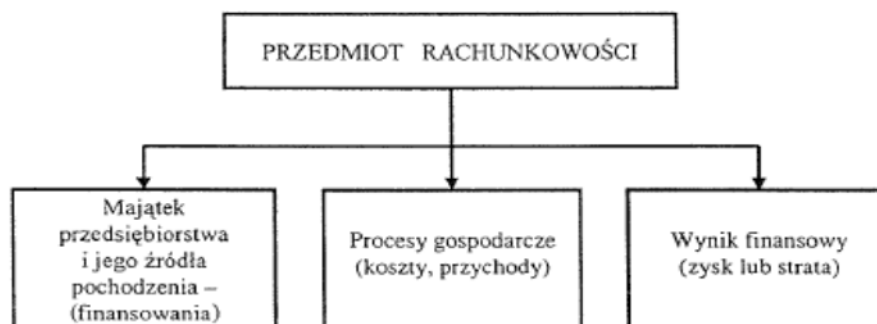 PRZEDMIOT RACHUNKOWOŚCI
Majątek
przedsiębiorstwa
i jego źródła
pochodzenia –
(finansowania)
Procesy gospodarcze
(koszty, przychody)
Wynik finansowy
(zysk lub strata)